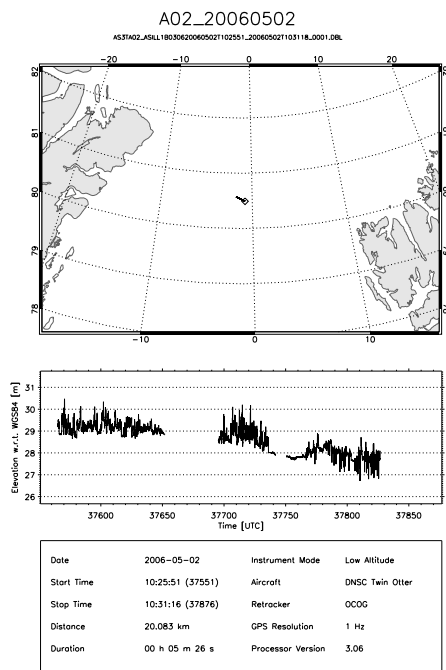 A02_20060502
AS3TA02_ASILL1B030620060502T102551_20060502T103118_0001.DBL
-20 -10 0 10 20
82
81
80
79
78
-10 0 10
Elevation w.r.t. WGS84 [m]
31
30
29
28
27
26
37600 37650 37700 37750 37800 37850
Time [UTC]
Date 2006-05-02 Instrument Mode Low Altitude
Start Time 10:25:51 (37551) Aircraft DNSC Twin Otter
Stop Time 10:31:16 (37876) Retracker OCOG
Distance 20.083 km GPS Resolution 1 Hz
Duration 00 h 05 m 26 s Processor Version 3.06